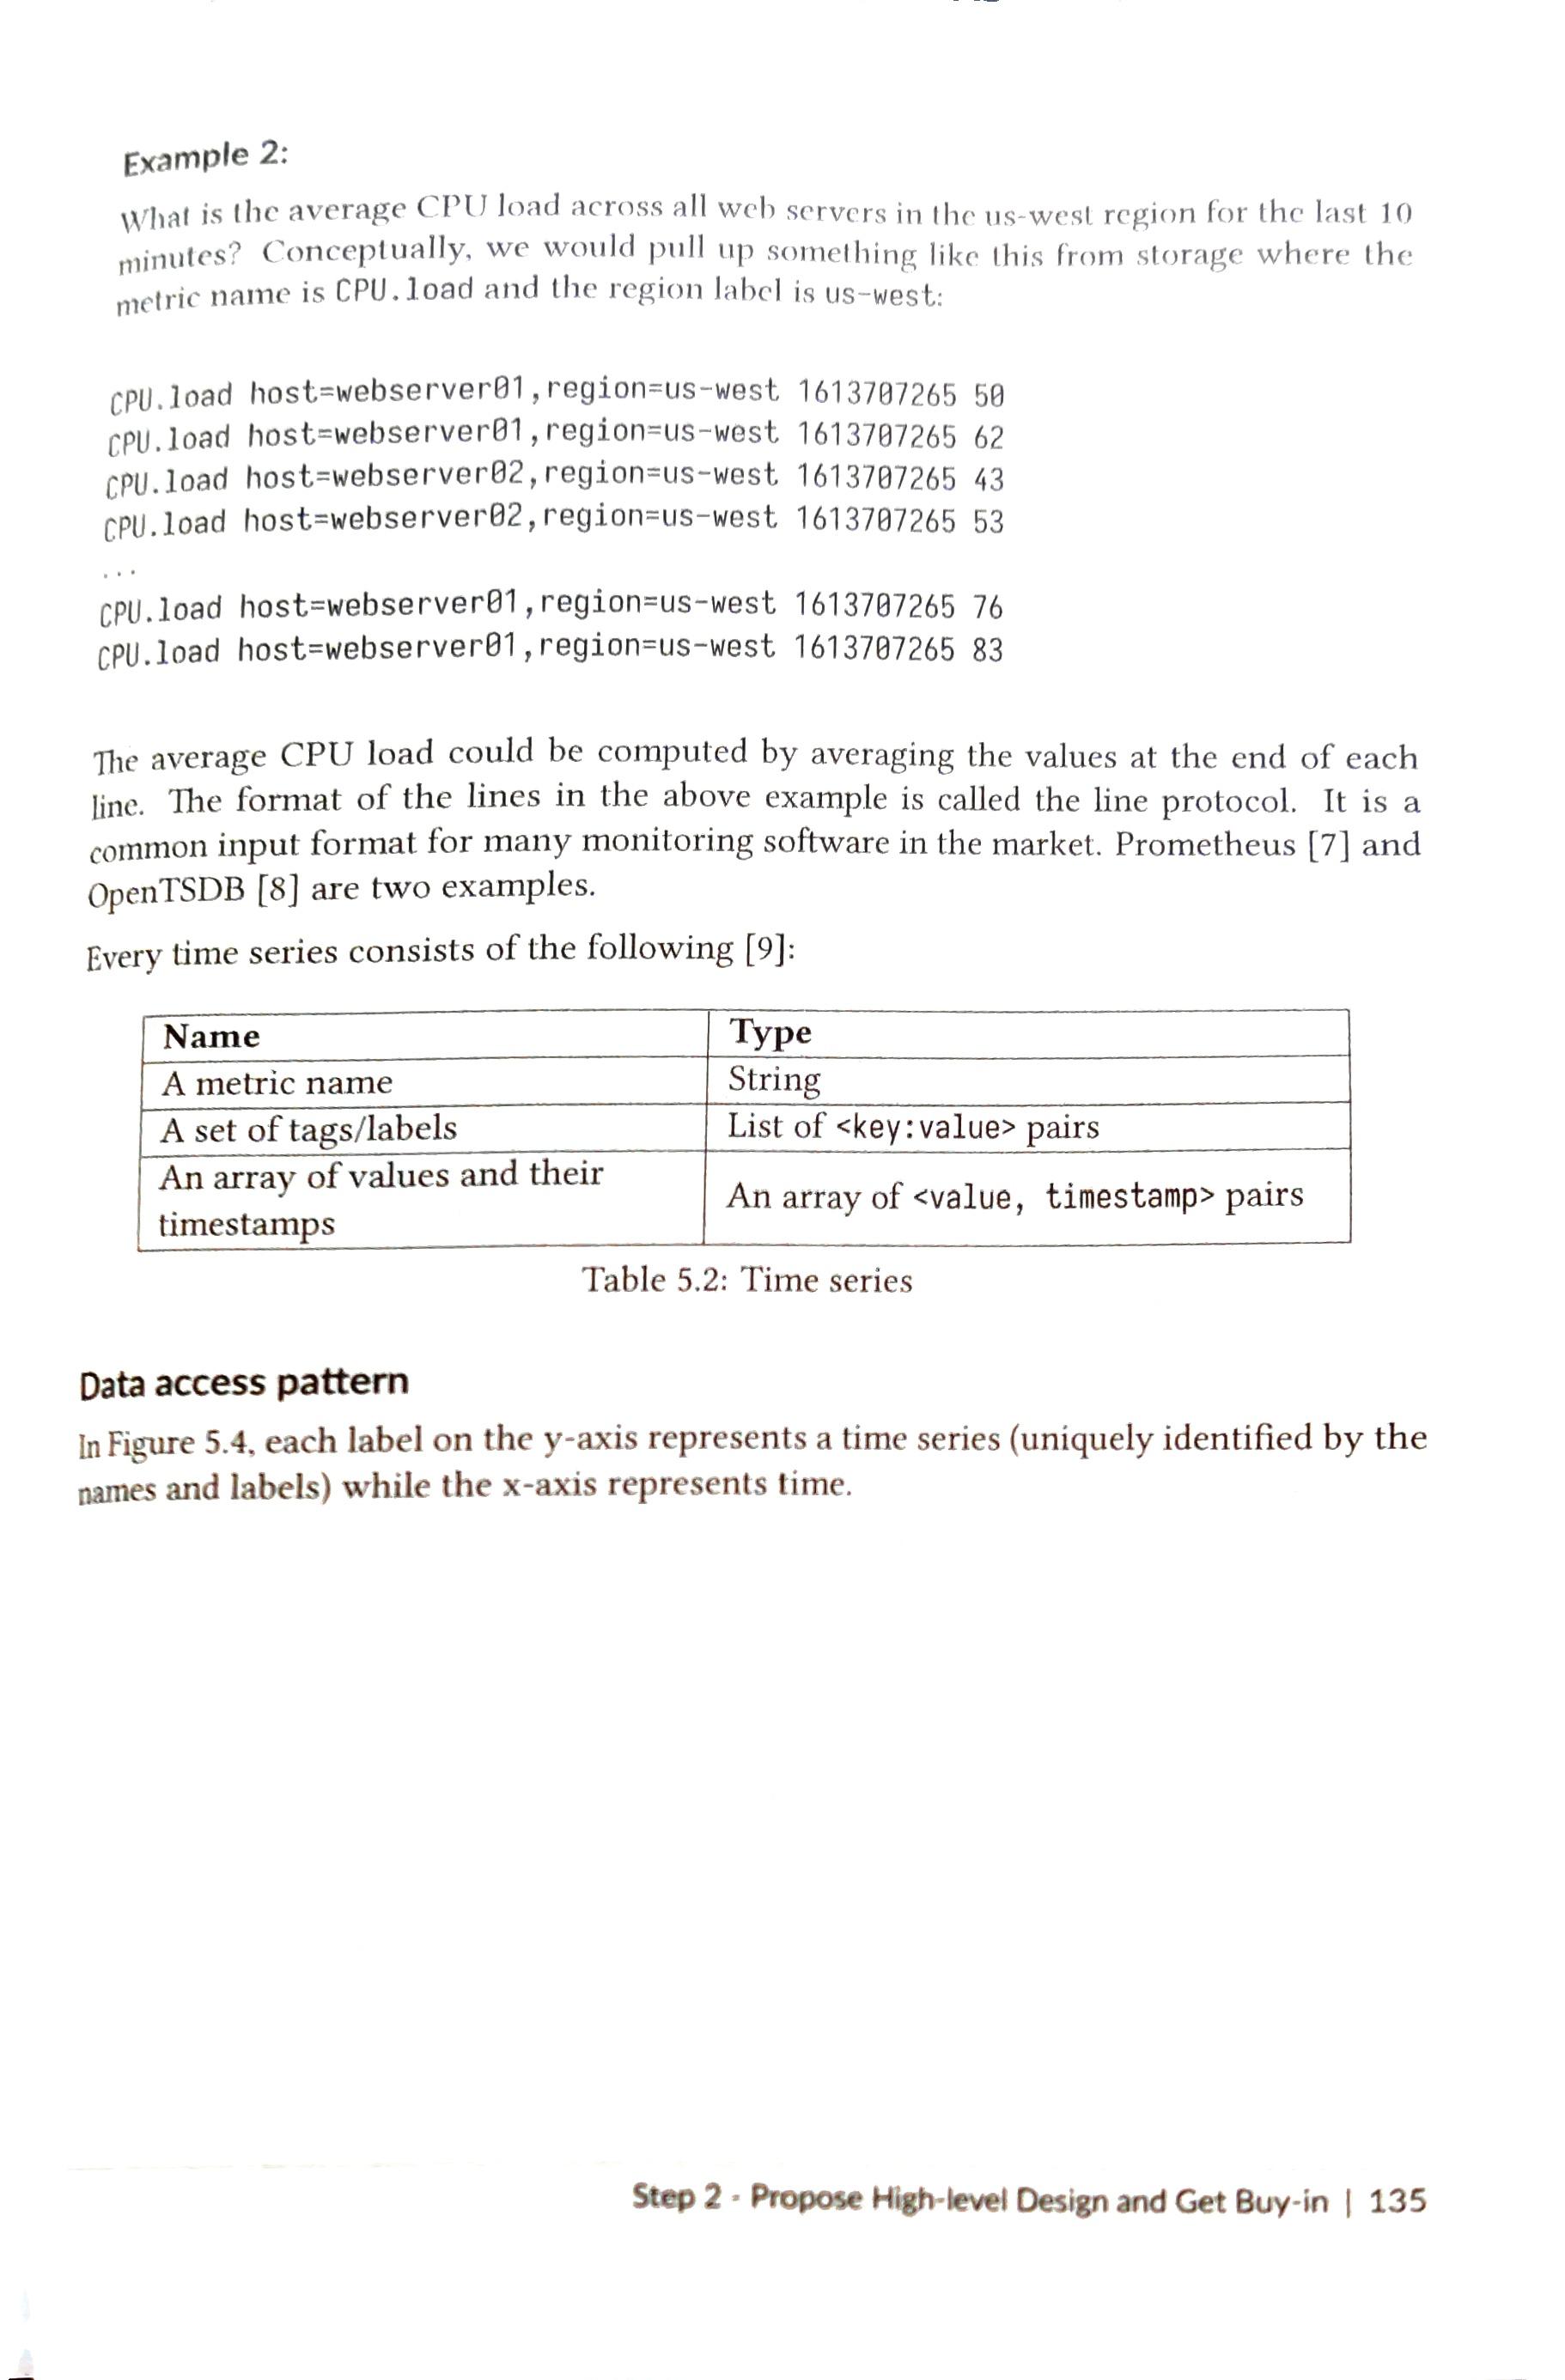 Example 2:
What is the average CPU load across all web servers in the us-west region for the last 10
minutes? Conceptually, we would pull up something like this from storage where the
metric name is CPU.load and the region label is us-west:
CPU.load host=webserver01,region=us-west 1613707265 50
CPU.load host=webserver01,region=us-west 1613707265 62
CPU.load host=webserver02,region=us-west 1613707265 43
CPU.load host=webserver02,region=us-west 1613707265 53
...
CPU.load host=webserver01,region=us-west 1613707265 76
CPU.load host=webserver01,region=us-west 1613707265 83
The average CPU load could be computed by averaging the values at the end of each
line. The format of the lines in the above example is called the line protocol. It is a
common input format for many monitoring software in the market. Prometheus [7] and
OpenTSDB [8] are two examples.
Every time series consists of the following [9]:
Name Type
A metric name String
A set of tags/labels List of <key:value> pairs
An array of values and their
timestamps An array of <value, timestamp> pairs
Table 5.2: Time series
Data access pattern
In Figure 5.4, each label on the y-axis represents a time series (uniquely identified by the
names and labels) while the x-axis represents time.
Step 2 - Propose High-level Design and Get Buy-in | 135